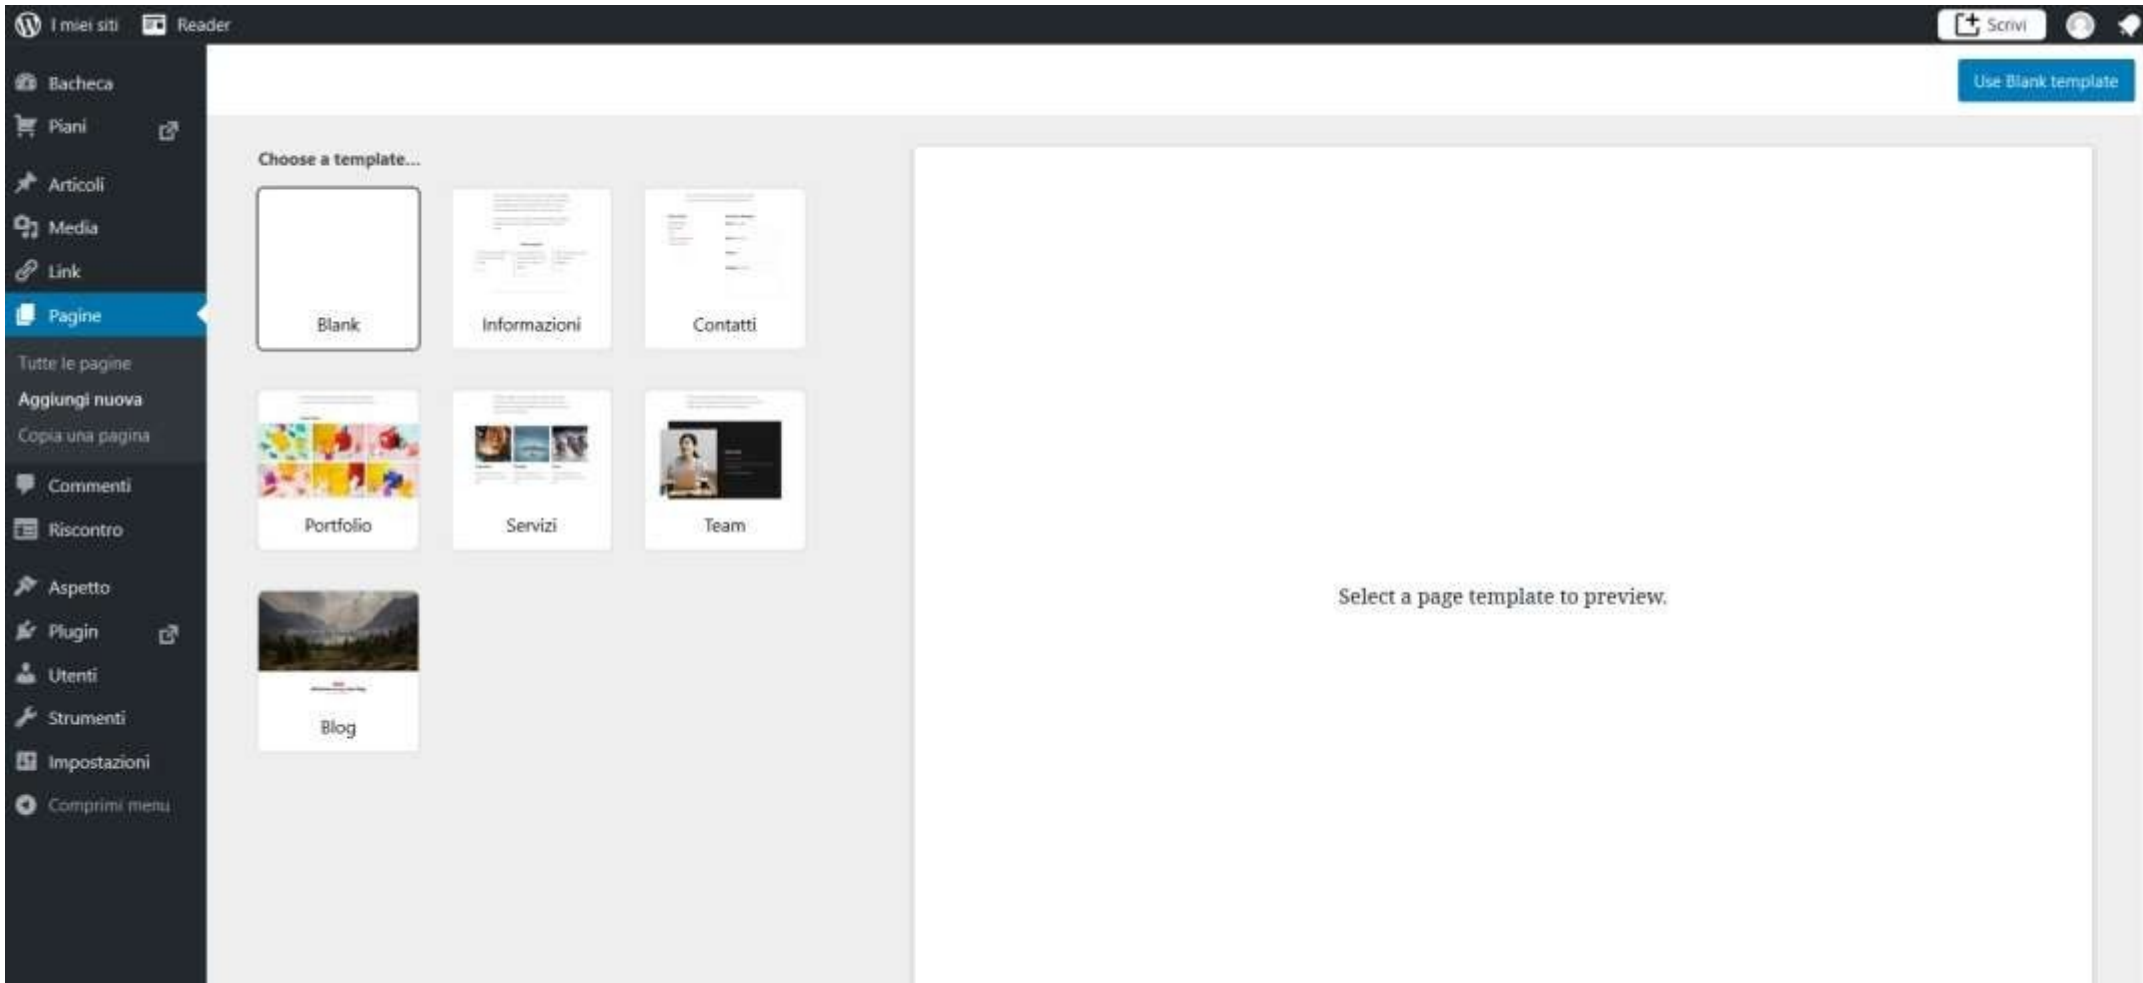 I miei siti
Reader
Scrivi
Bacheca
Piani
Articoli
Media
Link
Pagine
Tutte le pagine
Aggiungi nuova
Copia una pagina
Commenti
Riscontro
Aspetto
Plugin
Utenti
Strumenti
Impostazioni
Comprimi menu
Use Blank template
Choose a template...
Blank
Informazioni
Contatti
Portfolio
Servizi
Team
Blog
Select a page template to preview.